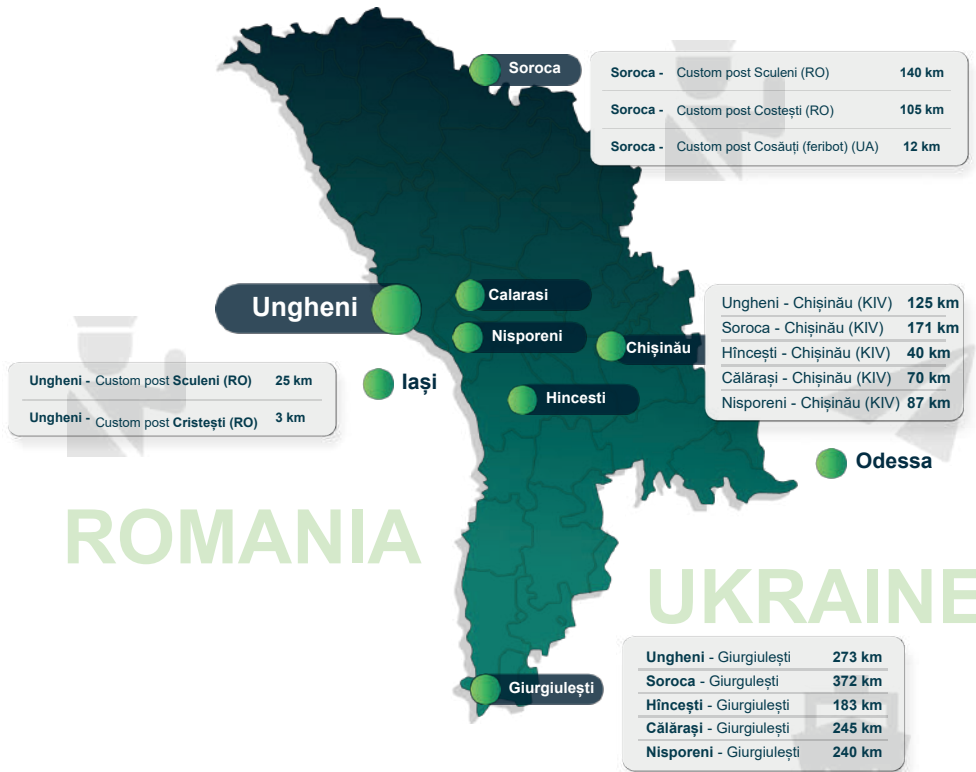 Soroca
Soroca - Custom post Sculeni (RO) 140 km
Soroca - Custom post Costești (RO) 105 km
Soroca - Custom post Cosăuți (feribot) (UA) 12 km
Ungheni
Calarasi
Nisporeni
Chișinău
Ungheni - Chișinău (KIV) 125 km
Soroca - Chișinău (KIV) 171 km
Hîncești - Chișinău (KIV) 40 km
Călărași - Chișinău (KIV) 70 km
Nisporeni - Chișinău (KIV) 87 km
Ungheni - Custom post Sculeni (RO) 25 km
Ungheni - Custom post Cristești (RO) 3 km
Iași
Hincesti
Odessa
ROMANIA
UKRAINE
Giurgiulești
Ungheni - Giurgiulești 273 km
Soroca - Giurgulești 372 km
Hîncești - Giurgiulești 183 km
Călărași - Giurgiulești 245 km
Nisporeni - Giurgiulești 240 km